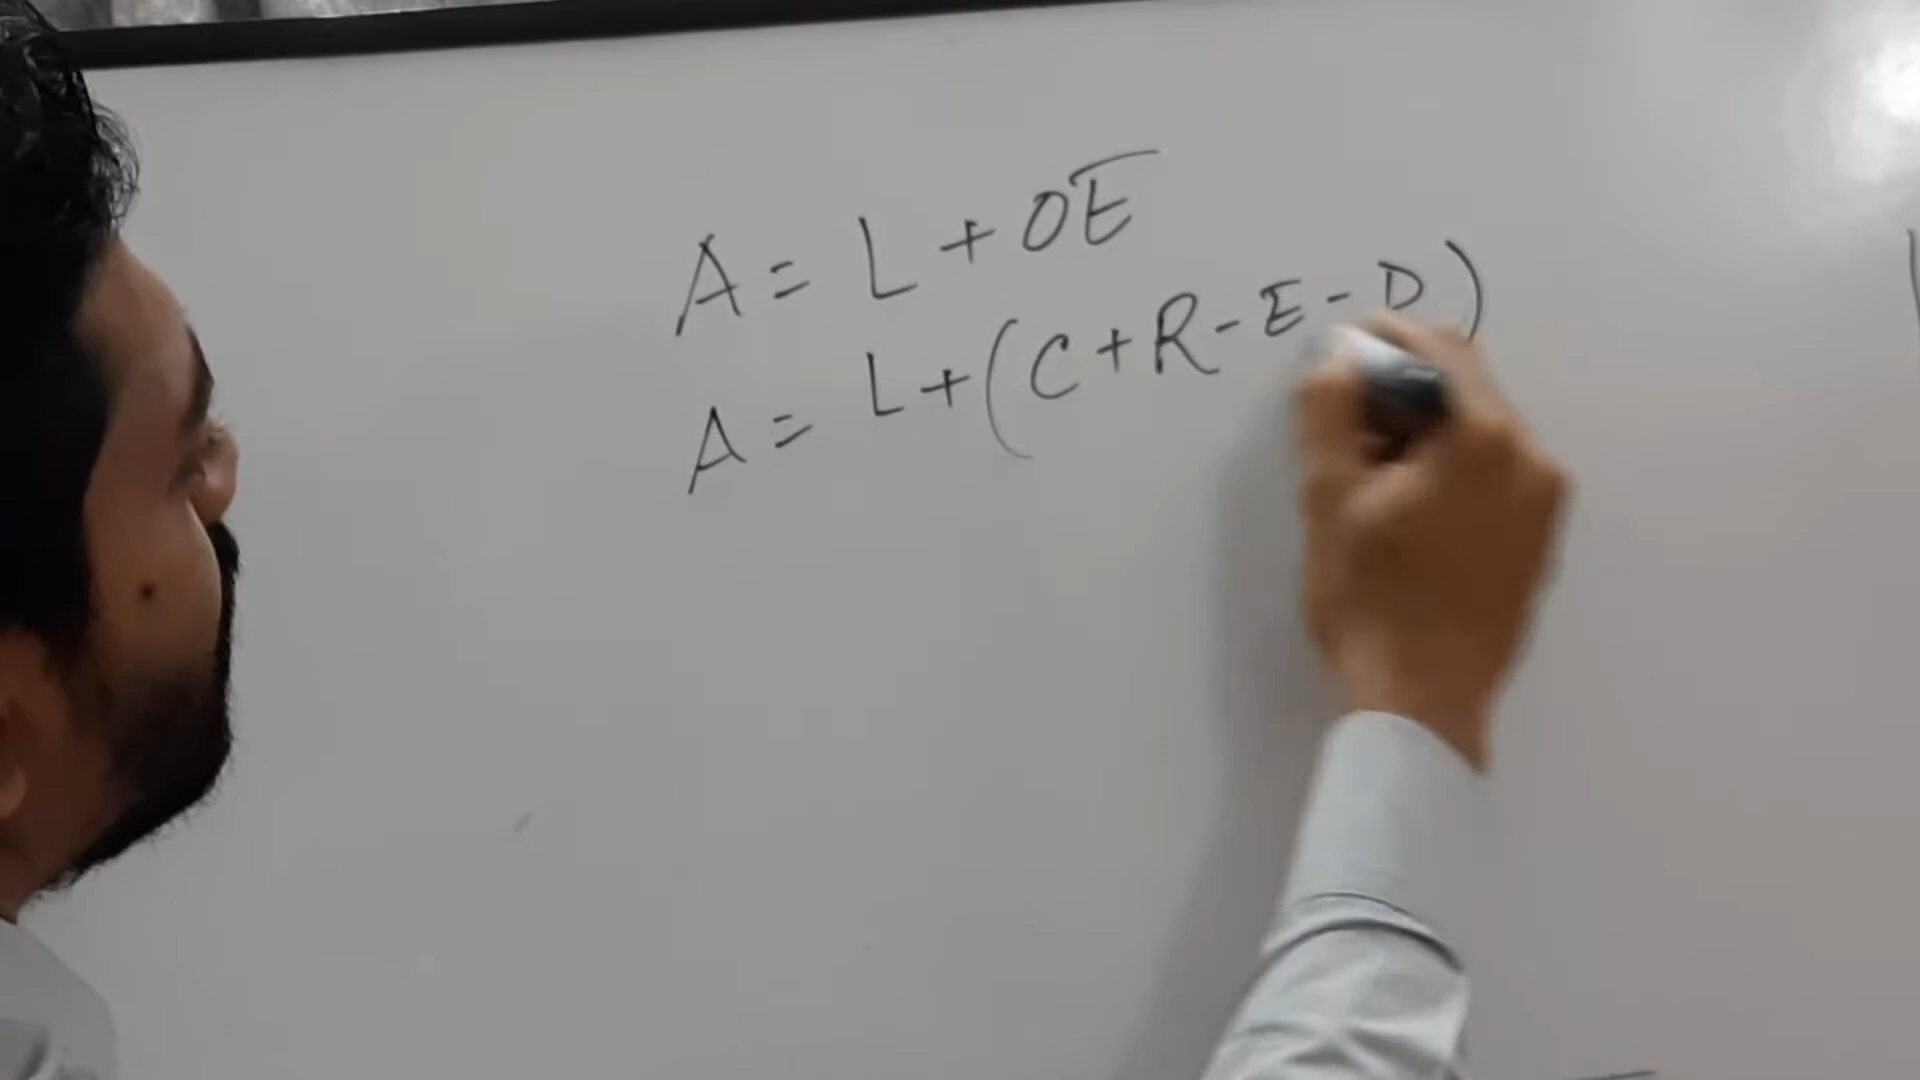 A = L + OE
A = L + (C + R - E - D)